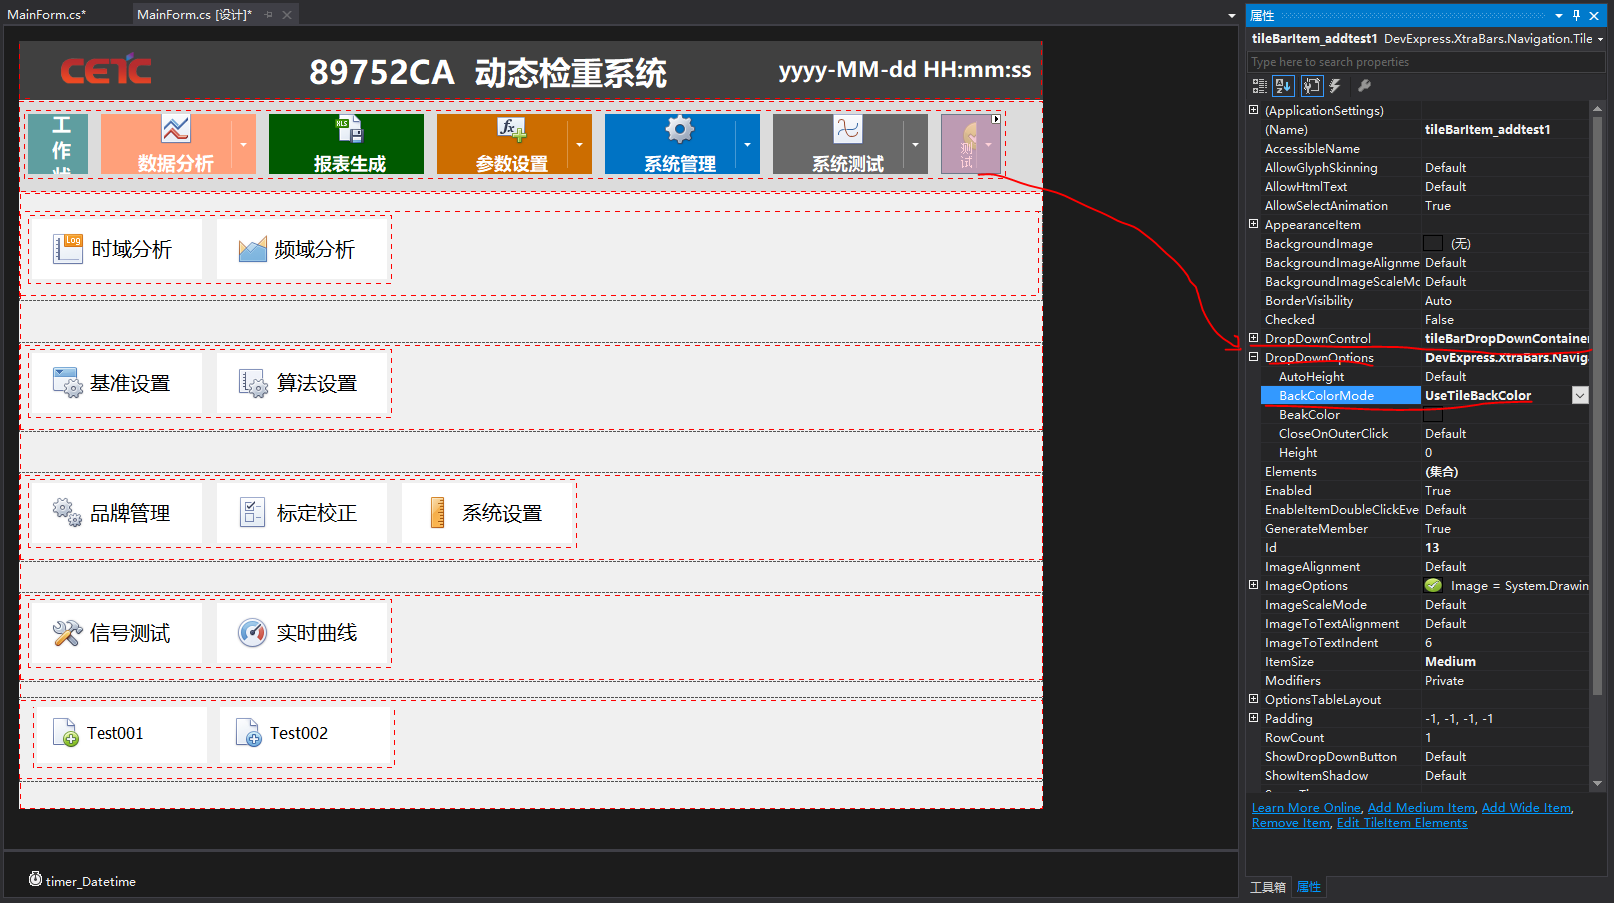 MainForm.cs*
MainForm.cs [设计]*
属性
tileBarItem_addtest1 DevExpress.XtraBars.Navigation.Tile
Type here to search properties
CETC
89752CA 动态检重系统
yyyy-MM-dd HH:mm:ss
工作状
数据分析
报表生成
参数设置
系统管理
系统测试
测试
时域分析
频域分析
基准设置
算法设置
品牌管理
标定校正
系统设置
信号测试
实时曲线
Test001
Test002
timer_Datetime
(ApplicationSettings)
(Name) tileBarItem_addtest1
AccessibleName
AllowGlyphSkinning Default
AllowHtmlText Default
AllowSelectAnimation True
AppearanceItem
BackgroundImage (无)
BackgroundImageAlignme Default
BackgroundImageScaleMc Default
BorderVisibility Auto
Checked False
DropDownControl tileBarDropDownContainer
DropDownOptions DevExpress.XtraBars.Navig
AutoHeight Default
BackColorMode UseTileBackColor
BeakColor
CloseOnOuterClick Default
Height 0
Elements (集合)
Enabled True
EnableItemDoubleClickEve Default
GenerateMember True
Id 13
ImageAlignment Default
ImageOptions Image = System.Drawin
ImageScaleMode Default
ImageToTextAlignment Default
ImageToTextIndent 6
ItemSize Medium
Modifiers Private
OptionsTableLayout
Padding -1, -1, -1, -1
RowCount 1
ShowDropDownButton Default
ShowItemShadow Default
Learn More Online, Add Medium Item, Add Wide Item,
Remove Item, Edit TileItem Elements
工具箱 属性